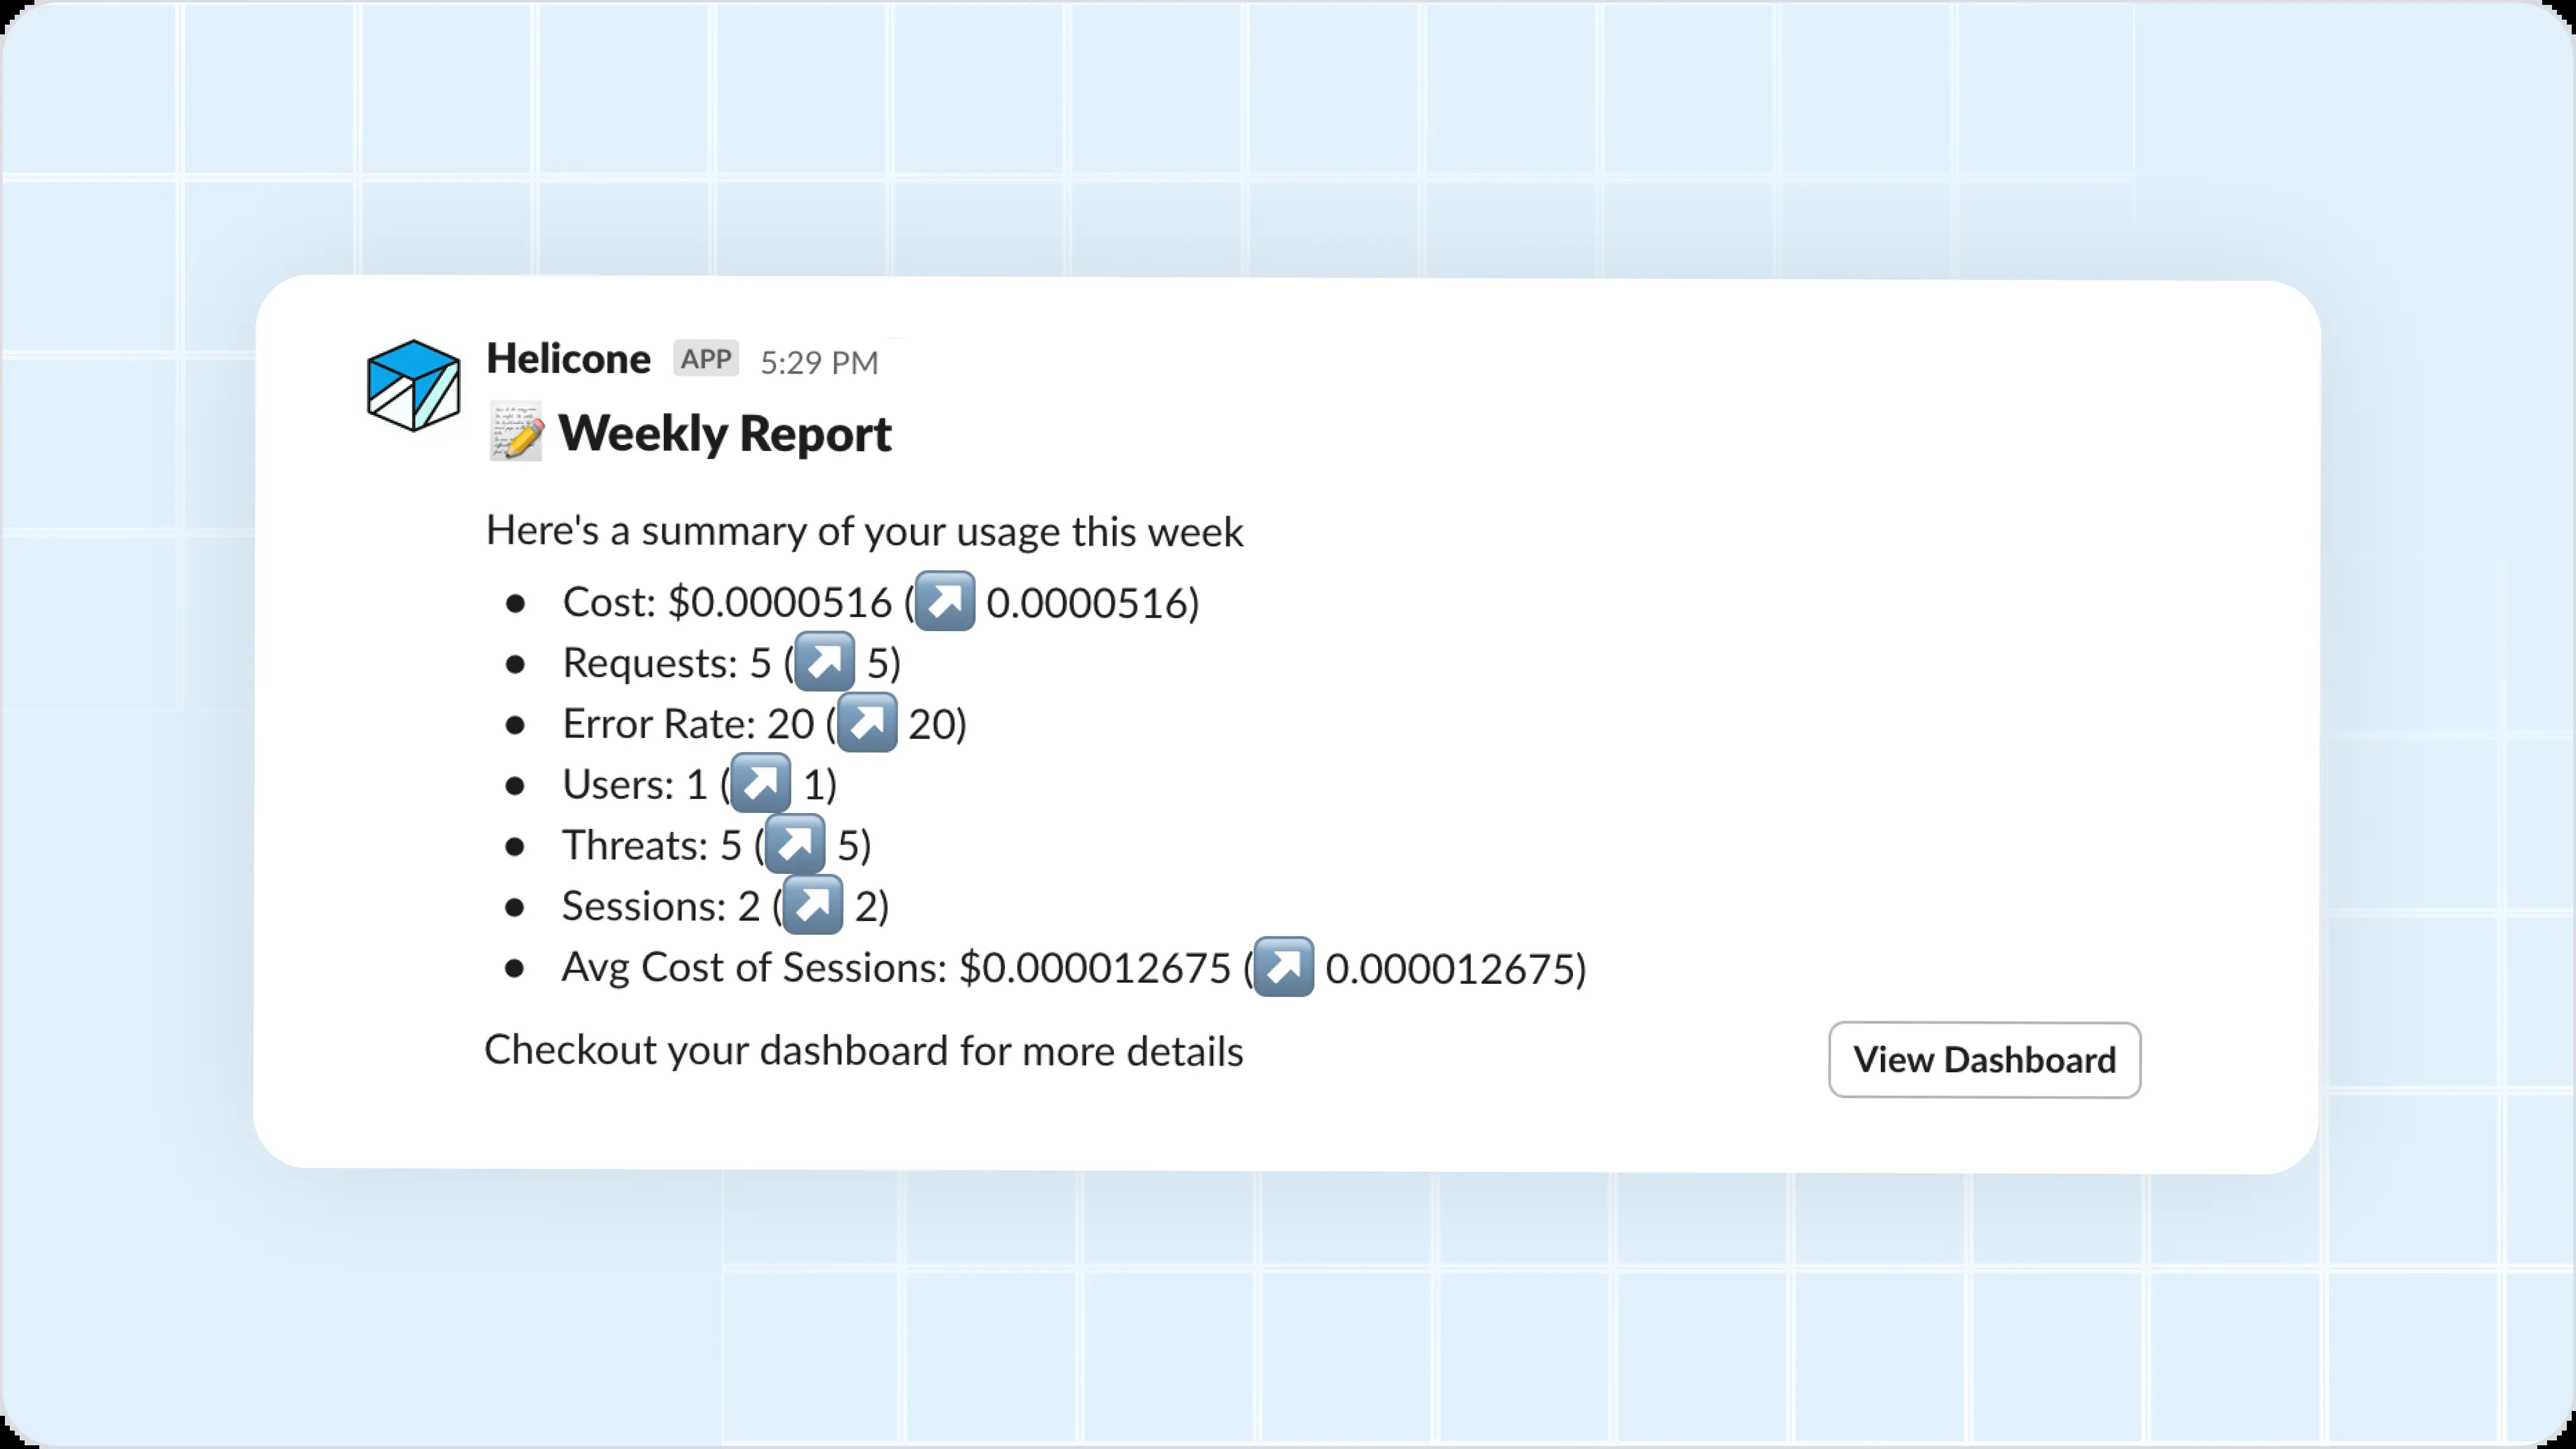 Helicone APP 5:29 PM
📝 Weekly Report
Here's a summary of your usage this week
● Cost: $0.0000516 (↗️ 0.0000516)
● Requests: 5 (↗️ 5)
● Error Rate: 20 (↗️ 20)
● Users: 1 (↗️ 1)
● Threats: 5 (↗️ 5)
● Sessions: 2 (↗️ 2)
● Avg Cost of Sessions: $0.000012675 (↗️ 0.000012675)
Checkout your dashboard for more details
View Dashboard